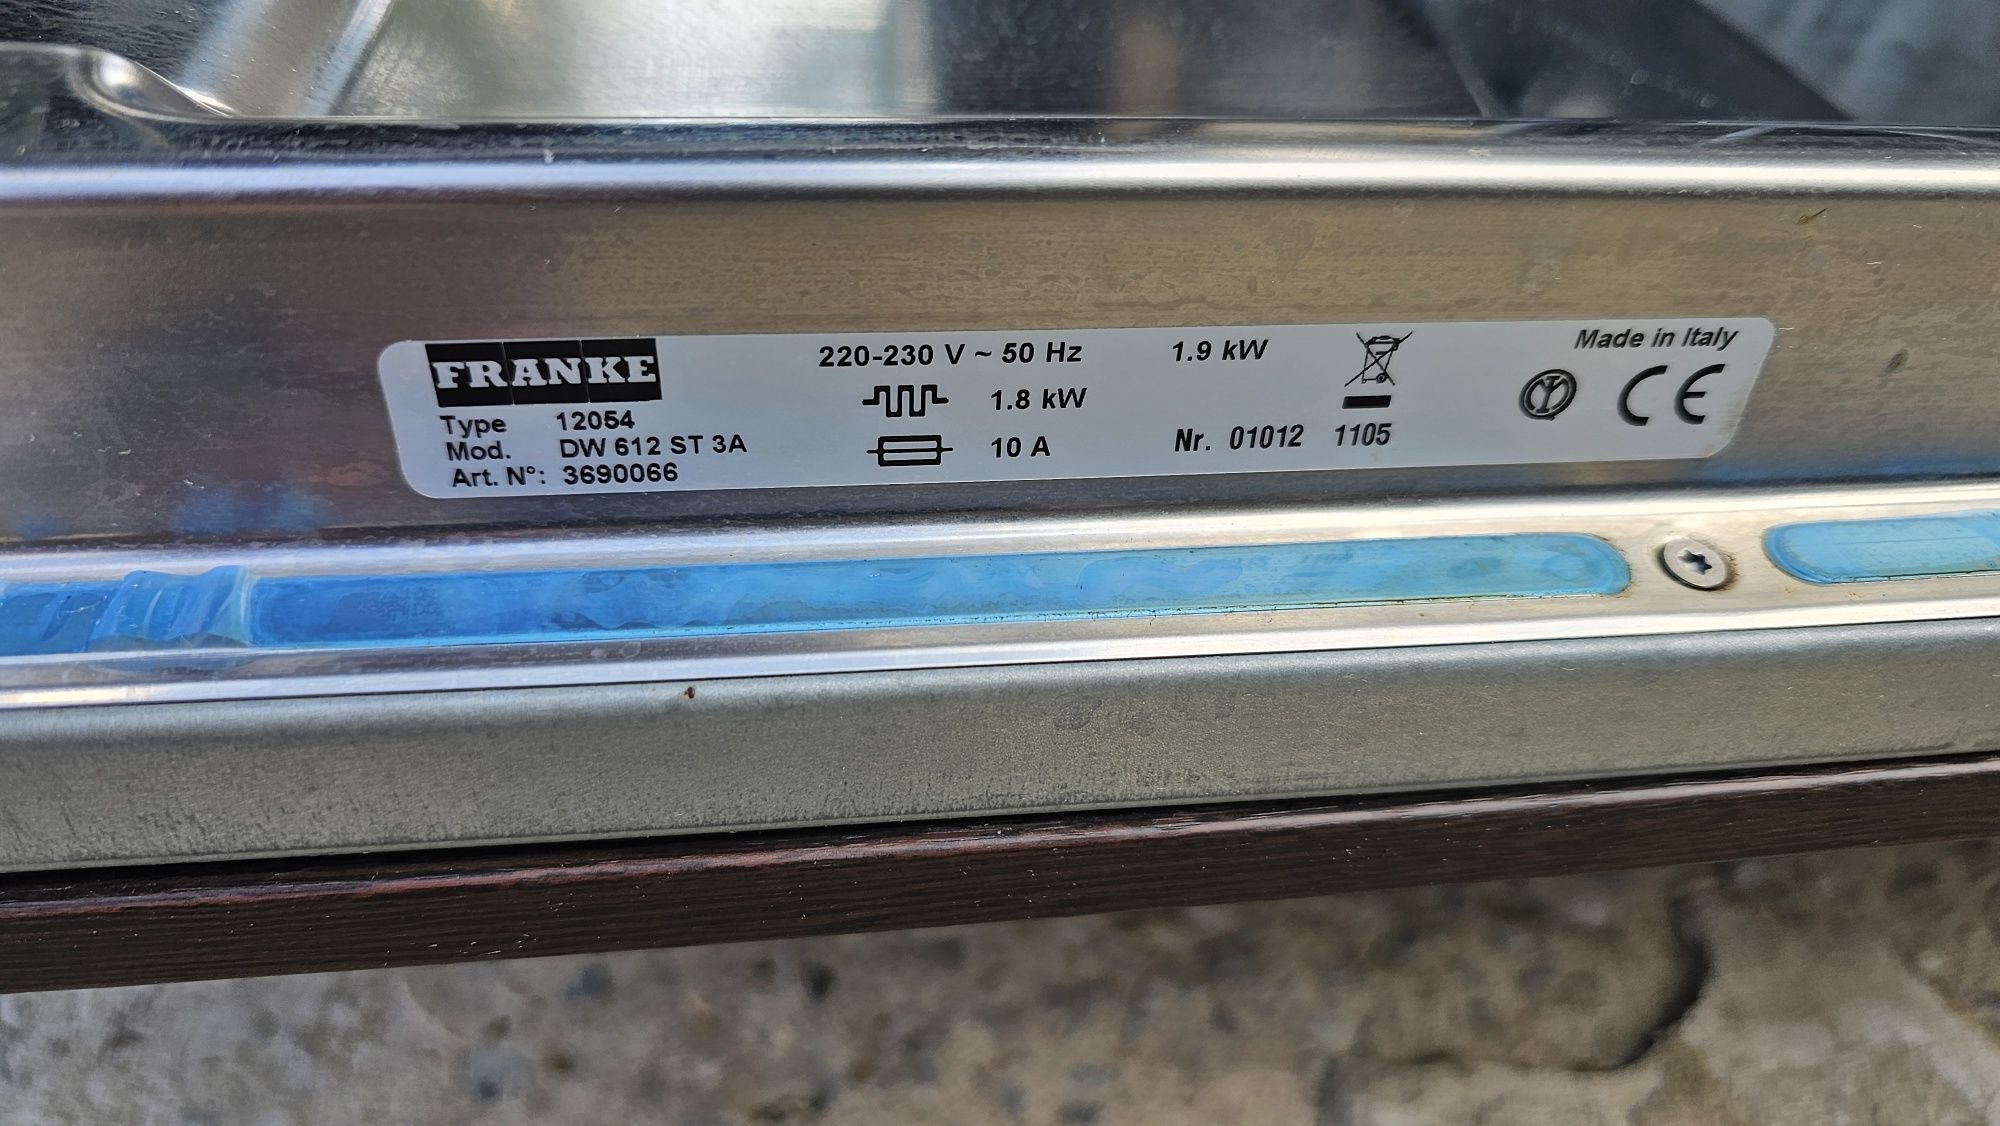 FRANKE
Type 12054
Mod. DW 612 ST 3A
Art. N°: 3690066
220-230 V ~ 50 Hz 1.9 kW
1.8 kW
10 A
Nr. 01012 1105
Made in Italy
CE